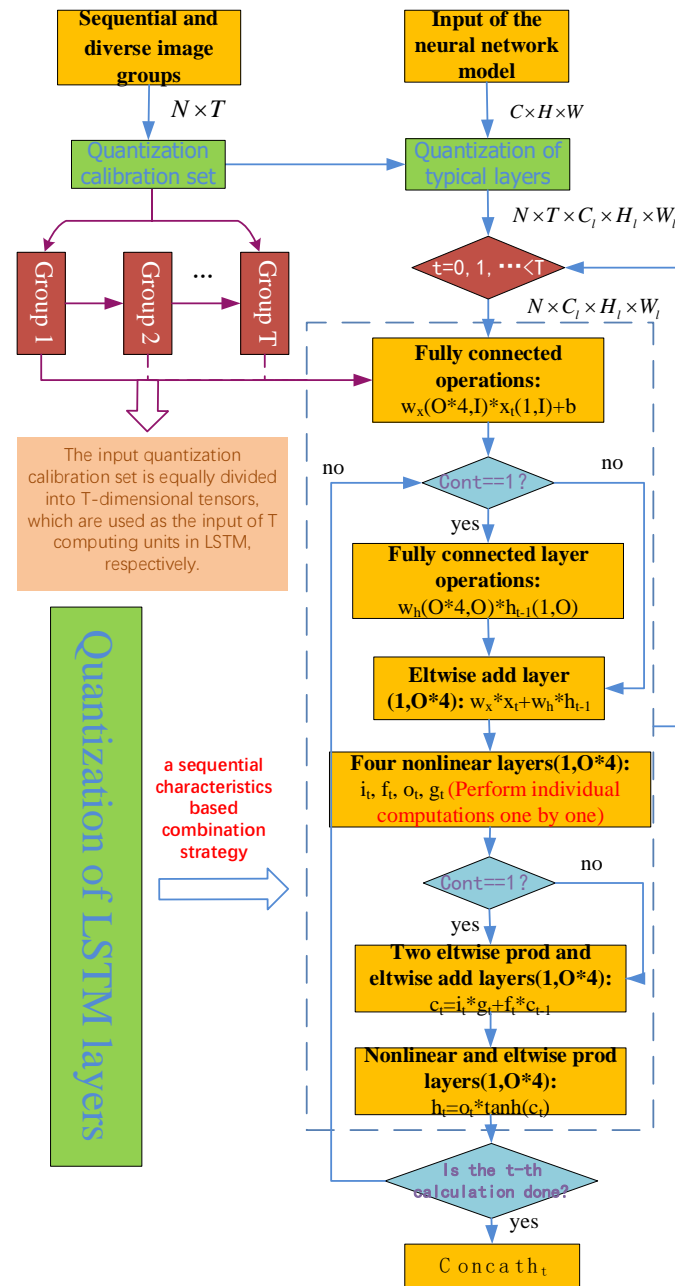 Sequential and
diverse image
groups
Input of the
neural network
model
N × T
C × H × W
Quantization
calibration set
Quantization of
typical layers
N × T × C_l × H_l × W_l
Group 1
Group 2
...
Group T
t=0, 1, ⋯<T
N × C_l × H_l × W_l
Fully connected
operations:
w_x(O*4,I)*x_t(1,I)+b
The input quantization
calibration set is equally divided
into T-dimensional tensors,
which are used as the input of T
computing units in LSTM,
respectively.
no
Cont==1?
no
yes
Fully connected layer
operations:
w_h(O*4,O)*h_{t-1}(1,O)
Eltwise add layer
(1,O*4): w_x*x_t+w_h*h_{t-1}
Quantization of LSTM layers
a sequential
characteristics
based
combination
strategy
Four nonlinear layers(1,O*4):
i_t, f_t, o_t, g_t (Perform individual
computations one by one)
Cont==1?
no
yes
Two eltwise prod and
eltwise add layers(1,O*4):
c_t=i_t*g_t+f_t*c_{t-1}
Nonlinear and eltwise prod
layers(1,O*4):
h_t=o_t*tanh(c_t)
Is the t-th
calculation done?
yes
Concath_t